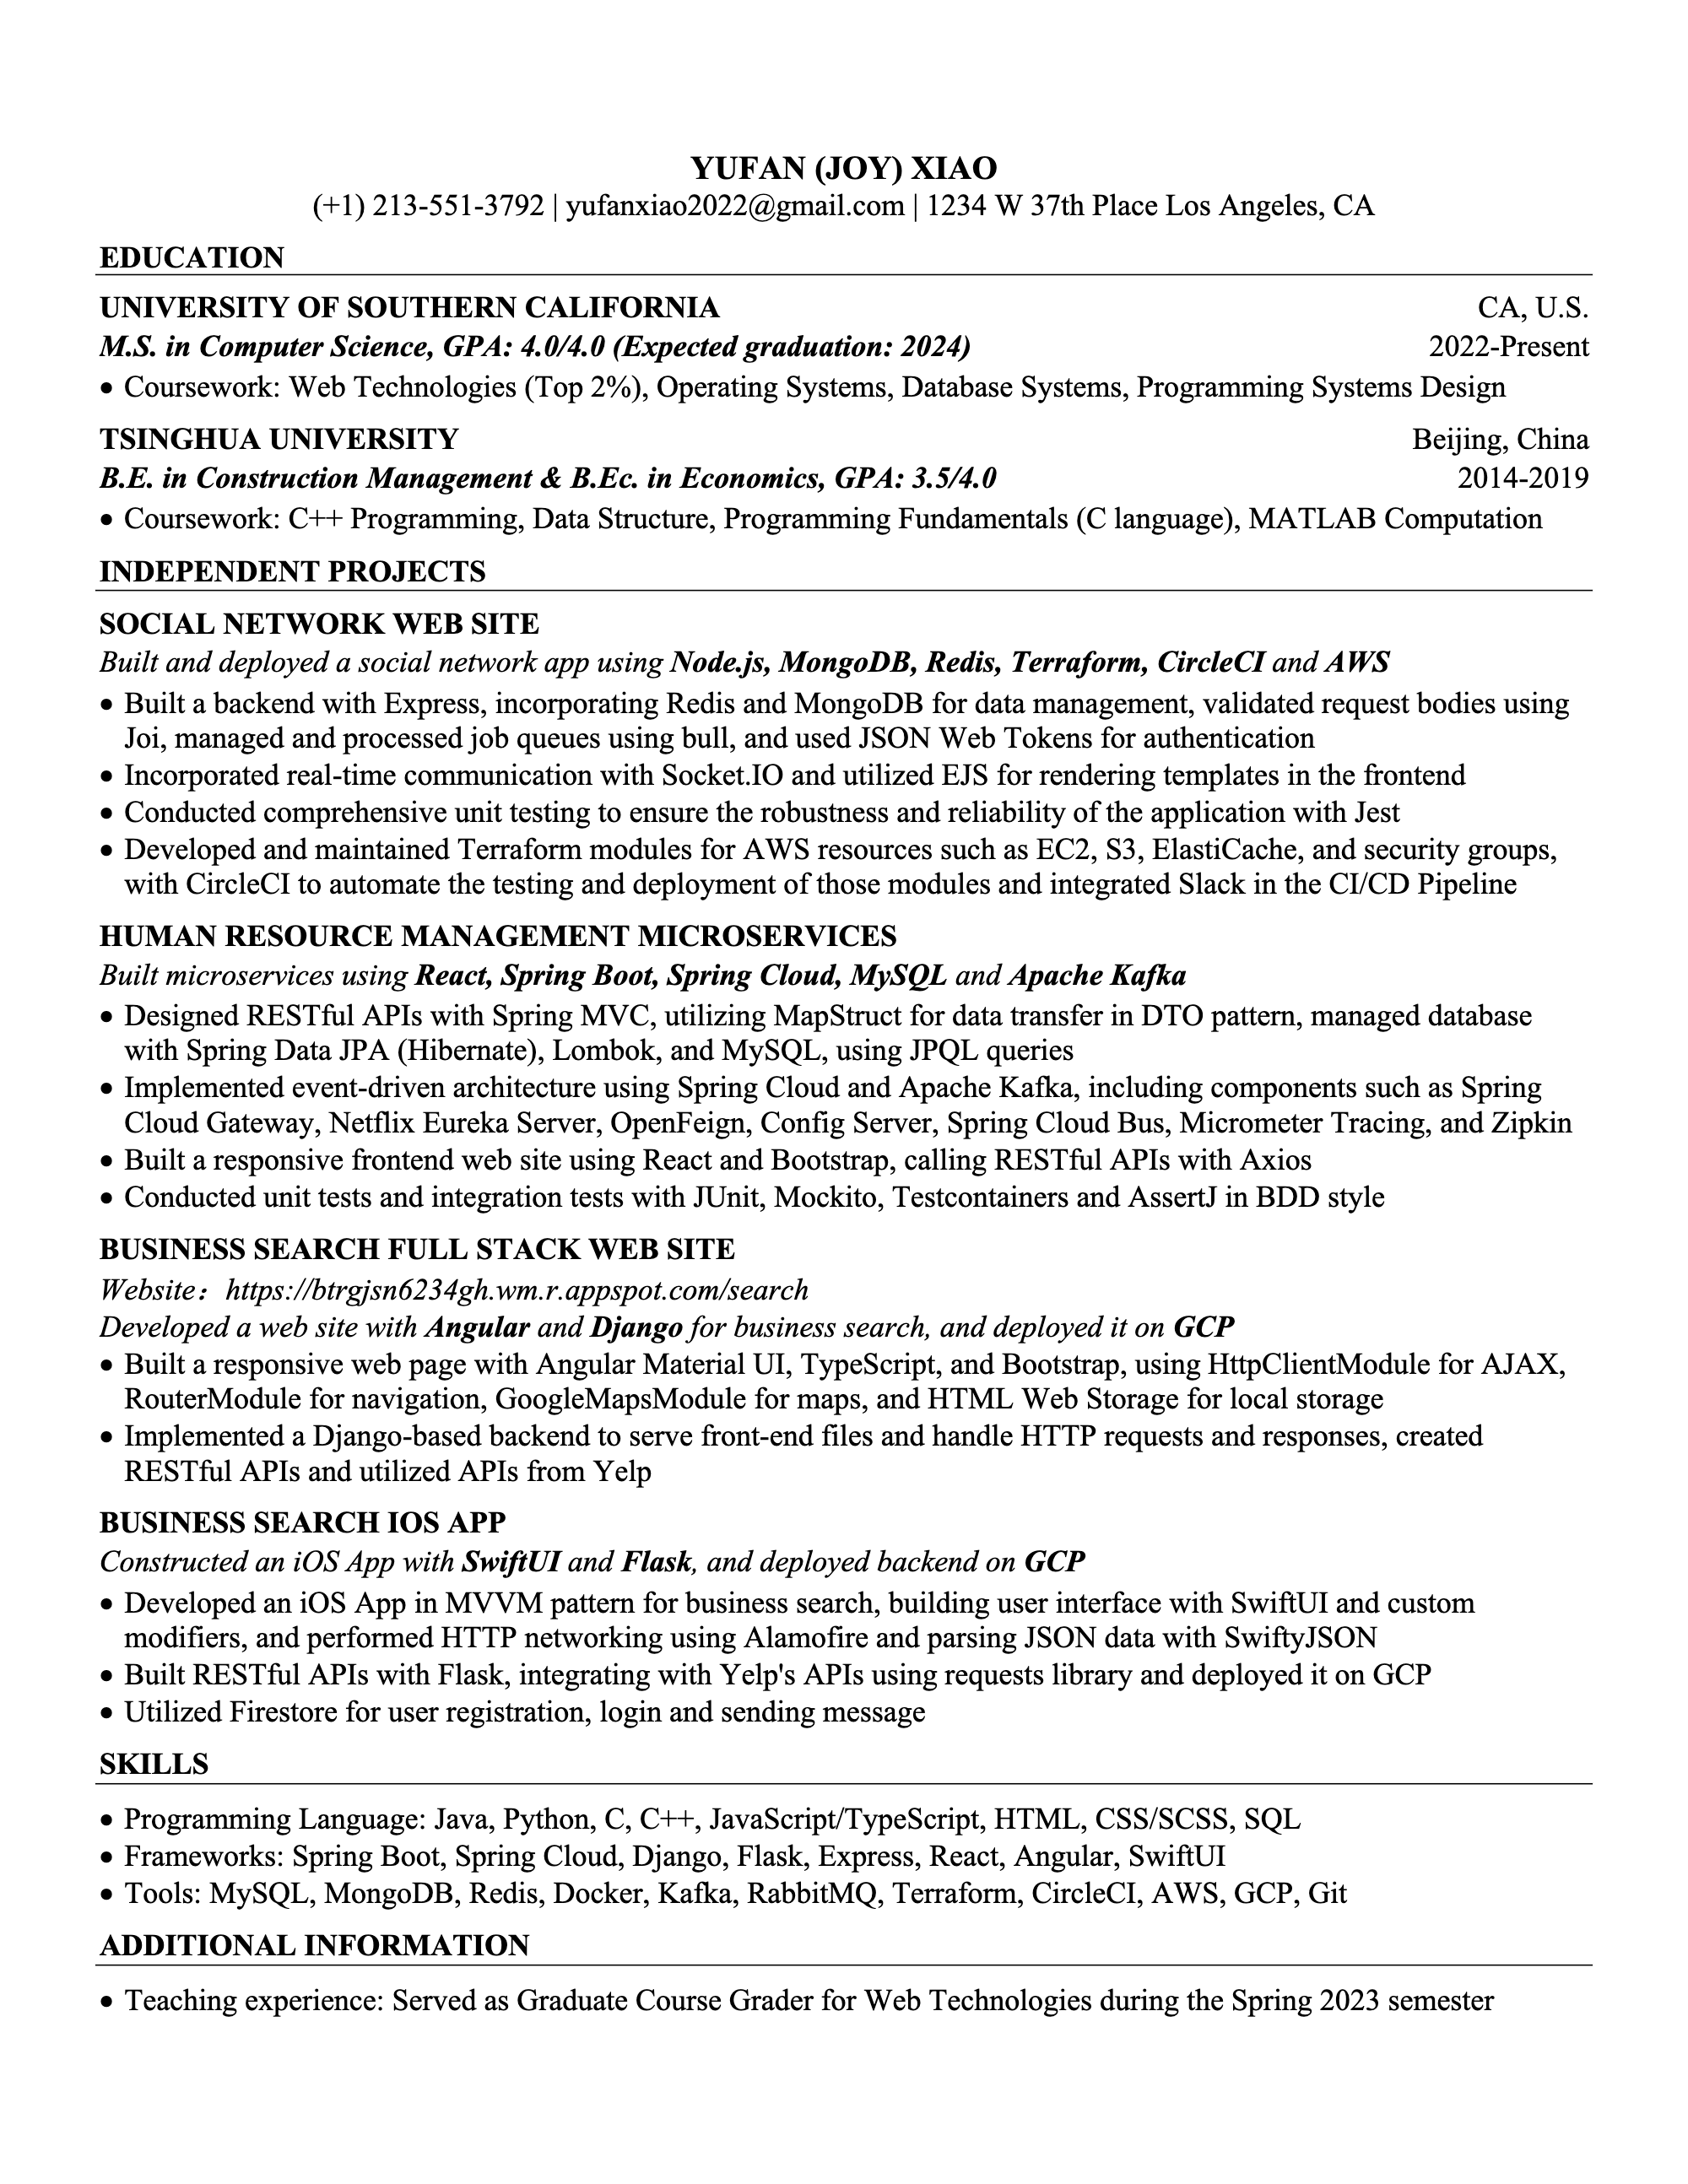 YUFAN (JOY) XIAO
(+1) 213-551-3792 | yufanxiao2022@gmail.com | 1234 W 37th Place Los Angeles, CA
EDUCATION
UNIVERSITY OF SOUTHERN CALIFORNIA CA, U.S.
M.S. in Computer Science, GPA: 4.0/4.0 (Expected graduation: 2024) 2022-Present
• Coursework: Web Technologies (Top 2%), Operating Systems, Database Systems, Programming Systems Design
TSINGHUA UNIVERSITY Beijing, China
B.E. in Construction Management & B.Ec. in Economics, GPA: 3.5/4.0 2014-2019
• Coursework: C++ Programming, Data Structure, Programming Fundamentals (C language), MATLAB Computation
INDEPENDENT PROJECTS
SOCIAL NETWORK WEB SITE
Built and deployed a social network app using Node.js, MongoDB, Redis, Terraform, CircleCI and AWS
• Built a backend with Express, incorporating Redis and MongoDB for data management, validated request bodies using
Joi, managed and processed job queues using bull, and used JSON Web Tokens for authentication
• Incorporated real-time communication with Socket.IO and utilized EJS for rendering templates in the frontend
• Conducted comprehensive unit testing to ensure the robustness and reliability of the application with Jest
• Developed and maintained Terraform modules for AWS resources such as EC2, S3, ElastiCache, and security groups,
with CircleCI to automate the testing and deployment of those modules and integrated Slack in the CI/CD Pipeline
HUMAN RESOURCE MANAGEMENT MICROSERVICES
Built microservices using React, Spring Boot, Spring Cloud, MySQL and Apache Kafka
• Designed RESTful APIs with Spring MVC, utilizing MapStruct for data transfer in DTO pattern, managed database
with Spring Data JPA (Hibernate), Lombok, and MySQL, using JPQL queries
• Implemented event-driven architecture using Spring Cloud and Apache Kafka, including components such as Spring
Cloud Gateway, Netflix Eureka Server, OpenFeign, Config Server, Spring Cloud Bus, Micrometer Tracing, and Zipkin
• Built a responsive frontend web site using React and Bootstrap, calling RESTful APIs with Axios
• Conducted unit tests and integration tests with JUnit, Mockito, Testcontainers and AssertJ in BDD style
BUSINESS SEARCH FULL STACK WEB SITE
Website：https://btrgjsn6234gh.wm.r.appspot.com/search
Developed a web site with Angular and Django for business search, and deployed it on GCP
• Built a responsive web page with Angular Material UI, TypeScript, and Bootstrap, using HttpClientModule for AJAX,
RouterModule for navigation, GoogleMapsModule for maps, and HTML Web Storage for local storage
• Implemented a Django-based backend to serve front-end files and handle HTTP requests and responses, created
RESTful APIs and utilized APIs from Yelp
BUSINESS SEARCH IOS APP
Constructed an iOS App with SwiftUI and Flask, and deployed backend on GCP
• Developed an iOS App in MVVM pattern for business search, building user interface with SwiftUI and custom
modifiers, and performed HTTP networking using Alamofire and parsing JSON data with SwiftyJSON
• Built RESTful APIs with Flask, integrating with Yelp's APIs using requests library and deployed it on GCP
• Utilized Firestore for user registration, login and sending message
SKILLS
• Programming Language: Java, Python, C, C++, JavaScript/TypeScript, HTML, CSS/SCSS, SQL
• Frameworks: Spring Boot, Spring Cloud, Django, Flask, Express, React, Angular, SwiftUI
• Tools: MySQL, MongoDB, Redis, Docker, Kafka, RabbitMQ, Terraform, CircleCI, AWS, GCP, Git
ADDITIONAL INFORMATION
• Teaching experience: Served as Graduate Course Grader for Web Technologies during the Spring 2023 semester